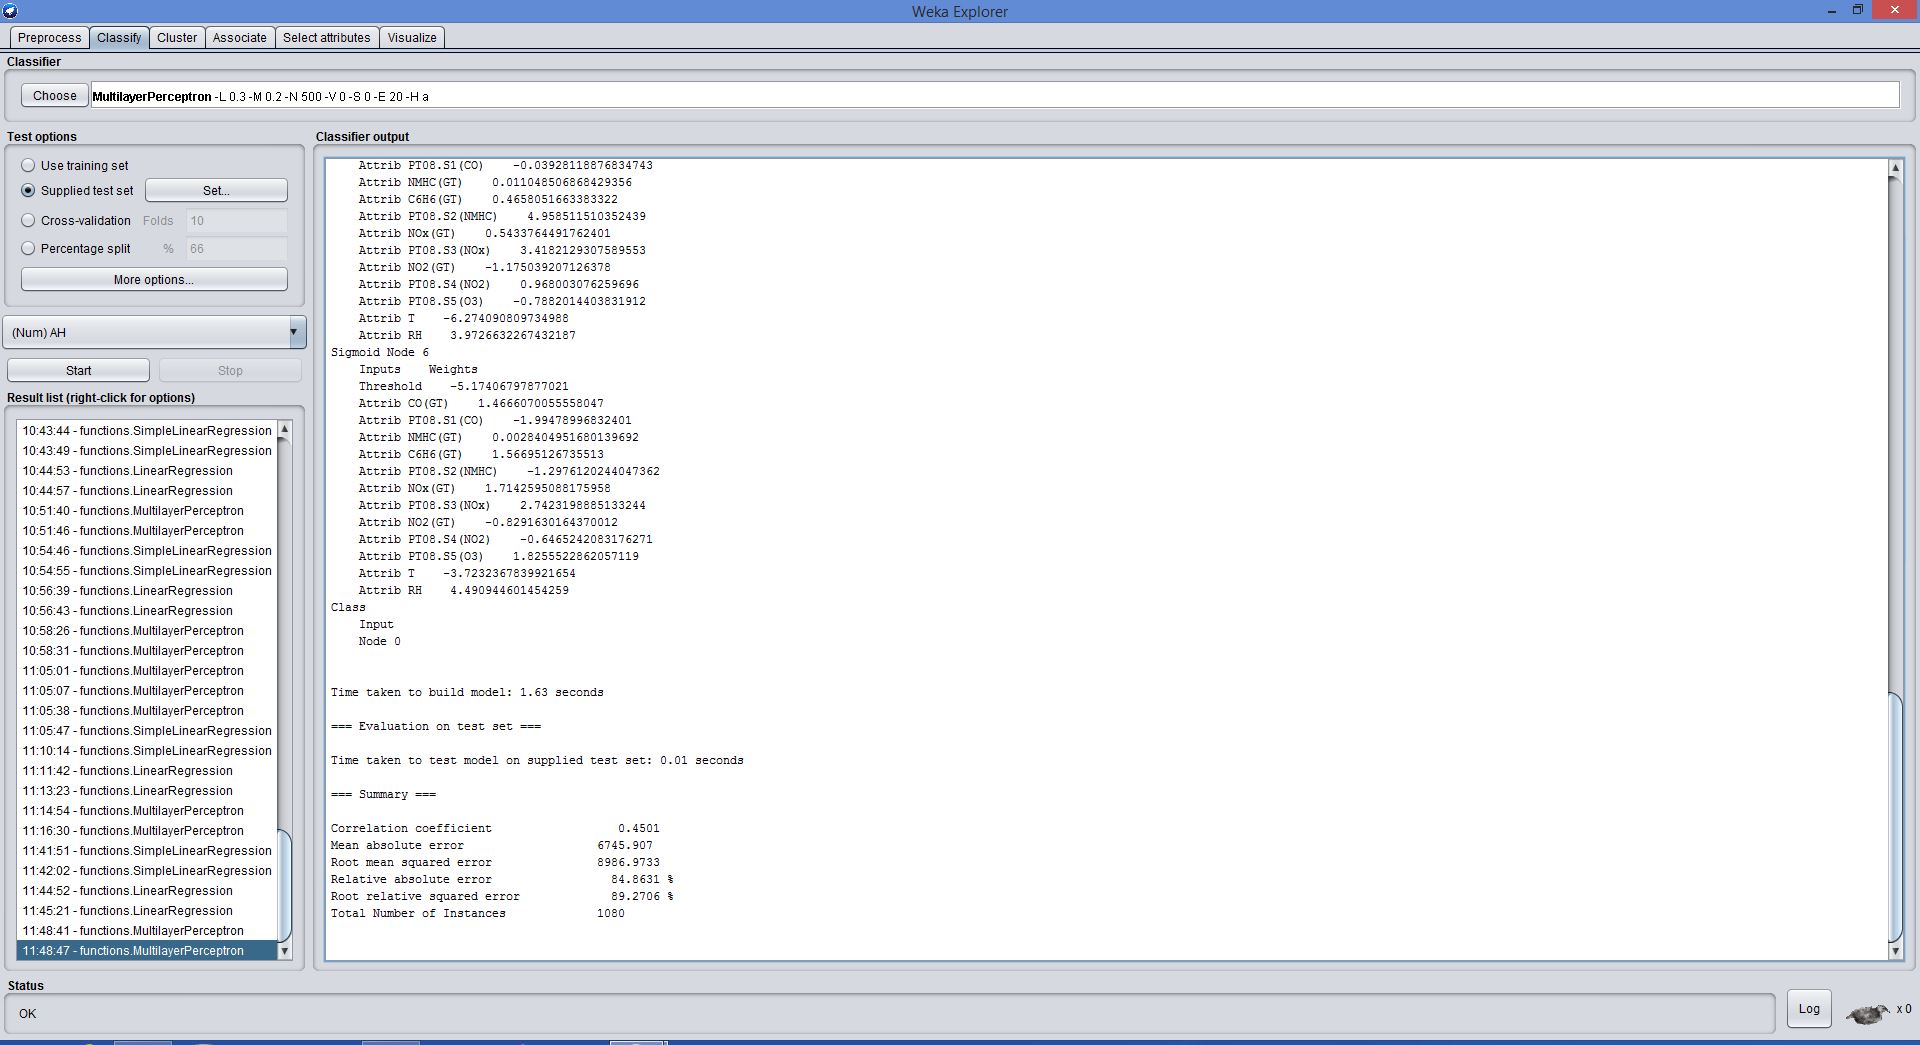 Weka Explorer
Preprocess Classify Cluster Associate Select attributes Visualize
Classifier
Choose MultilayerPerceptron -L 0.3 -M 0.2 -N 500 -V 0 -S 0 -E 20 -H a
Test options
Use training set
Supplied test set Set...
Cross-validation Folds 10
Percentage split % 66
More options...
(Num) AH
Start Stop
Result list (right-click for options)
10:43:44 - functions.SimpleLinearRegression
10:43:49 - functions.SimpleLinearRegression
10:44:53 - functions.LinearRegression
10:44:57 - functions.LinearRegression
10:51:40 - functions.MultilayerPerceptron
10:51:46 - functions.MultilayerPerceptron
10:54:46 - functions.SimpleLinearRegression
10:54:55 - functions.SimpleLinearRegression
10:56:39 - functions.LinearRegression
10:56:43 - functions.LinearRegression
10:58:26 - functions.MultilayerPerceptron
10:58:31 - functions.MultilayerPerceptron
11:05:01 - functions.MultilayerPerceptron
11:05:07 - functions.MultilayerPerceptron
11:05:38 - functions.MultilayerPerceptron
11:05:47 - functions.SimpleLinearRegression
11:10:14 - functions.SimpleLinearRegression
11:11:42 - functions.LinearRegression
11:13:23 - functions.LinearRegression
11:14:54 - functions.MultilayerPerceptron
11:16:30 - functions.MultilayerPerceptron
11:41:51 - functions.SimpleLinearRegression
11:42:02 - functions.SimpleLinearRegression
11:44:52 - functions.LinearRegression
11:45:21 - functions.LinearRegression
11:48:41 - functions.MultilayerPerceptron
11:48:47 - functions.MultilayerPerceptron
Classifier output
Attrib PT08.S1(CO) -0.03928118876834743
Attrib NMHC(GT) 0.011048506868429356
Attrib C6H6(GT) 0.4658051663383322
Attrib PT08.S2(NMHC) 4.958511510352439
Attrib NOx(GT) 0.5433764491762401
Attrib PT08.S3(NOx) 3.4182129307589553
Attrib NO2(GT) -1.175039207126378
Attrib PT08.S4(NO2) 0.968003076259696
Attrib PT08.S5(O3) -0.7882014403831912
Attrib T -6.274090809734988
Attrib RH 3.9726632267432187
Sigmoid Node 6
Inputs Weights
Threshold -5.17406797877021
Attrib CO(GT) 1.4666070055558047
Attrib PT08.S1(CO) -1.99478996832401
Attrib NMHC(GT) 0.0028404951680139692
Attrib C6H6(GT) 1.56695126735513
Attrib PT08.S2(NMHC) -1.2976120244047362
Attrib NOx(GT) 1.7142595088175958
Attrib PT08.S3(NOx) 2.7423198885133244
Attrib NO2(GT) -0.8291630164370012
Attrib PT08.S4(NO2) -0.6465242083176271
Attrib PT08.S5(O3) 1.8255522862057119
Attrib T -3.7232367839921654
Attrib RH 4.490944601454259
Class
Input
Node 0
Time taken to build model: 1.63 seconds
=== Evaluation on test set ===
Time taken to test model on supplied test set: 0.01 seconds
=== Summary ===
Correlation coefficient 0.4501
Mean absolute error 6745.907
Root mean squared error 8986.9733
Relative absolute error 84.8631 %
Root relative squared error 89.2706 %
Total Number of Instances 1080
Status
OK
Log x 0